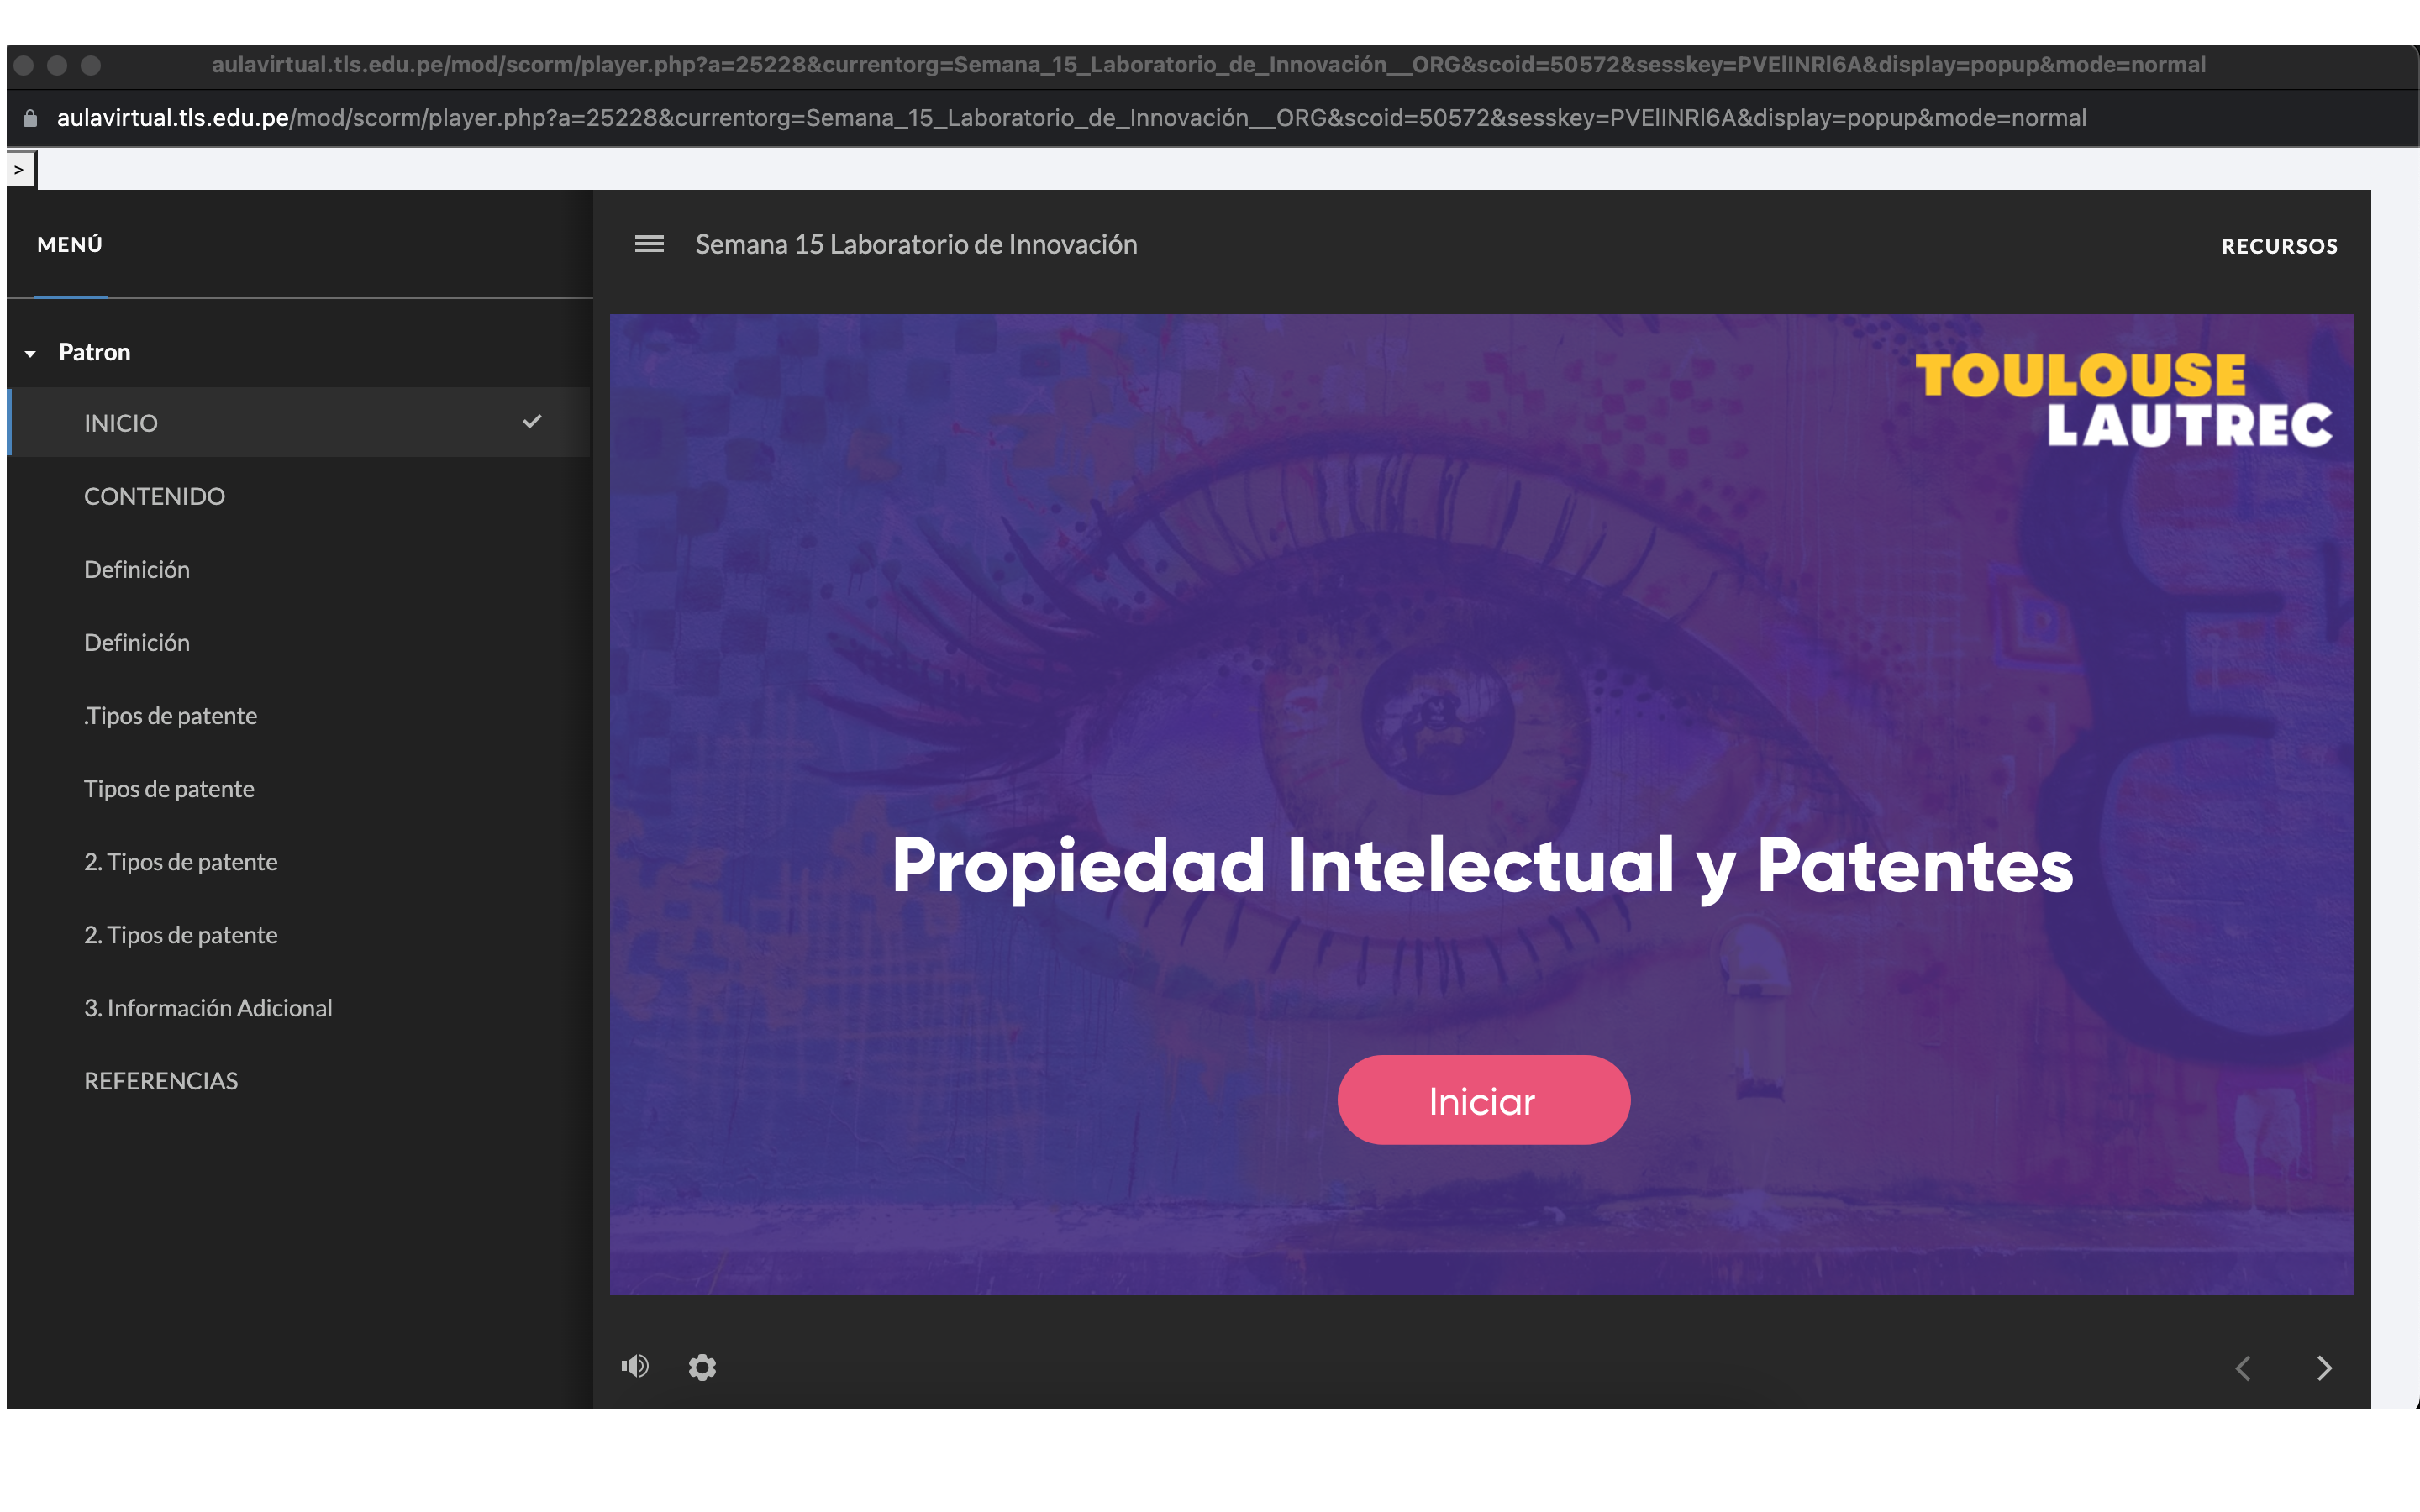 aulavirtual.tls.edu.pe/mod/scorm/player.php?a=25228&currentorg=Semana_15_Laboratorio_de_Innovación__ORG&scoid=50572&sesskey=PVEIINRI6A&display=popup&mode=normal
aulavirtual.tls.edu.pe/mod/scorm/player.php?a=25228&currentorg=Semana_15_Laboratorio_de_Innovación__ORG&scoid=50572&sesskey=PVEIINRI6A&display=popup&mode=normal
>
MENÚ
Semana 15 Laboratorio de Innovación
RECURSOS
Patron
INICIO
CONTENIDO
Definición
Definición
.Tipos de patente
Tipos de patente
2. Tipos de patente
2. Tipos de patente
3. Información Adicional
REFERENCIAS
TOULOUSE
LAUTREC
Propiedad Intelectual y Patentes
Iniciar